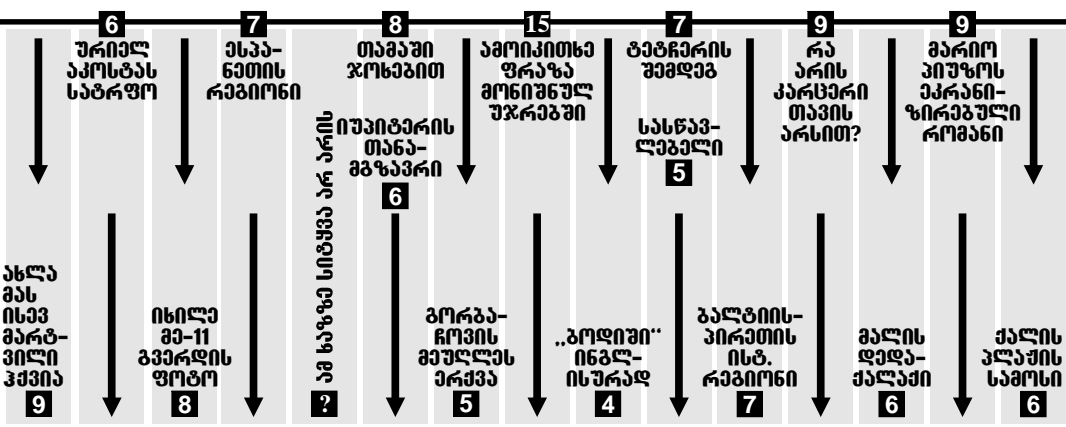 6
ურიელ
აკოსტას
სატრფო
7
ესპა-
ნეთის
რეგიონი
8
თამაში
ჯოხებით
იუპიტერის
თანა-
მგზავრი
6
15
ამოიკითხე
ფრაზა
მონიშნულ
უჯრებში
7
ტეტჩერის
შემდეგ
სასწავ-
ლებელი
5
9
რა
არის
კარცერი
თავის
არსით?
9
მარიო
პიუზოს
ეკრანი-
ზირებული
რომანი
ახლა
მას
ისევ
მარტ-
ვილი
ჰქვია
9
იხილე
მე-11
გვერდის
ფოტო
8
ამ ხაზზე სიტყვა არ არის
?
გორბა-
ჩოვის
მეუღლეს
ერქვა
5
„ბოდიში“
ინგლ-
ისურად
4
ბალტიის-
პირეთის
ისტ.
რეგიონი
7
მალის
დედა-
ქალაქი
6
ქალის
პლაჟის
სამოსი
6